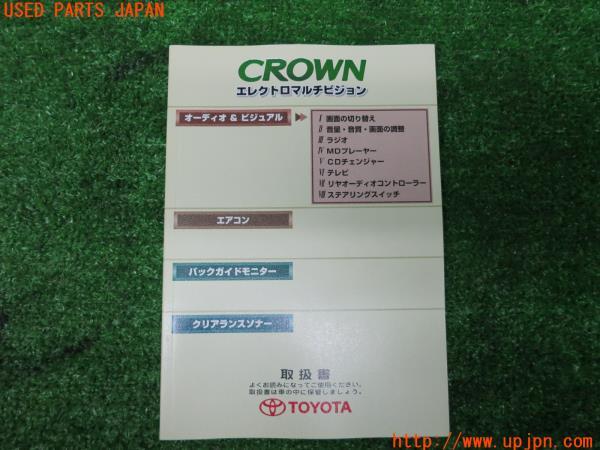 USED PARTS JAPAN
CROWN
エレクトロマルチビジョン
オーディオ & ビジュアル
I 画面の切り替え
II 音量・音質・画面の調整
III ラジオ
IV MDプレーヤー
V CDチェンジャー
VI テレビ
VII リヤオーディオコントローラー
VIII ステアリングスイッチ
エアコン
バックガイドモニター
クリアランスソナー
取扱書
よくお読みになってご使用ください。
取扱書は車の中に保管しましょう。
TOYOTA
http://www.upjpn.com/